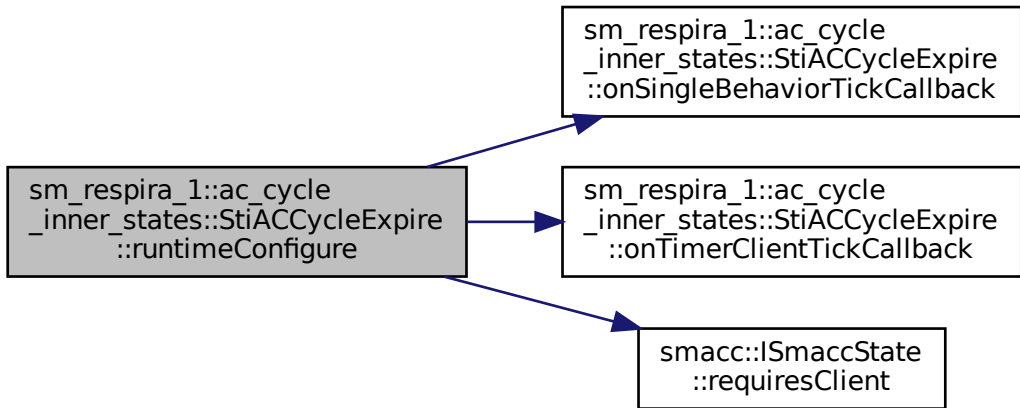 sm_respira_1::ac_cycle
_inner_states::StiACCycleExpire
::runtimeConfigure
sm_respira_1::ac_cycle
_inner_states::StiACCycleExpire
::onSingleBehaviorTickCallback
sm_respira_1::ac_cycle
_inner_states::StiACCycleExpire
::onTimerClientTickCallback
smacc::ISmaccState
::requiresClient